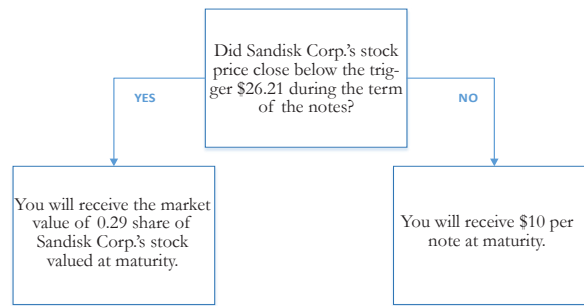 Did Sandisk Corp.'s stock
price close below the trig-
ger $26.21 during the term
of the notes?
YES
NO
You will receive the market
value of 0.29 share of
Sandisk Corp.'s stock
valued at maturity.
You will receive $10 per
note at maturity.